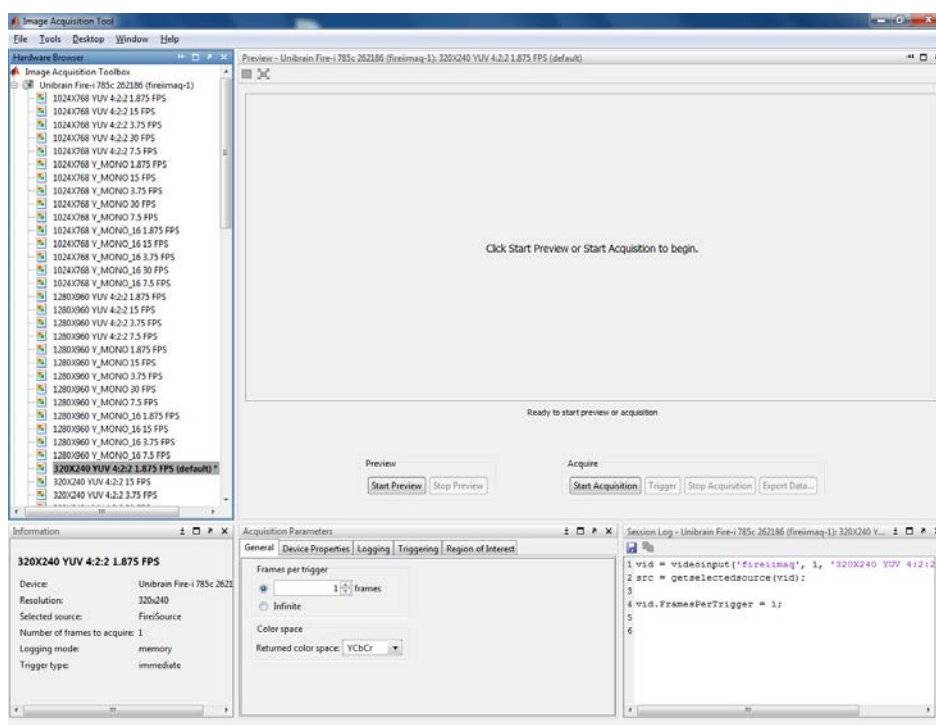 Image Acquisition Tool
File Tools Desktop Window Help
Hardware Browser
Image Acquisition Toolbox
Unibrain Fire-i 785c 262186 (fireiimaq-1)
1024X768 YUV 4:2:2 1.875 FPS
1024X768 YUV 4:2:2 15 FPS
1024X768 YUV 4:2:2 3.75 FPS
1024X768 YUV 4:2:2 30 FPS
1024X768 YUV 4:2:2 7.5 FPS
1024X768 Y_MONO 1.875 FPS
1024X768 Y_MONO 15 FPS
1024X768 Y_MONO 3.75 FPS
1024X768 Y_MONO 30 FPS
1024X768 Y_MONO 7.5 FPS
1024X768 Y_MONO_16 1.875 FPS
1024X768 Y_MONO_16 15 FPS
1024X768 Y_MONO_16 3.75 FPS
1024X768 Y_MONO_16 30 FPS
1024X768 Y_MONO_16 7.5 FPS
1280X960 YUV 4:2:2 1.875 FPS
1280X960 YUV 4:2:2 15 FPS
1280X960 YUV 4:2:2 3.75 FPS
1280X960 YUV 4:2:2 7.5 FPS
1280X960 Y_MONO 1.875 FPS
1280X960 Y_MONO 15 FPS
1280X960 Y_MONO 3.75 FPS
1280X960 Y_MONO 30 FPS
1280X960 Y_MONO 7.5 FPS
1280X960 Y_MONO_16 1.875 FPS
1280X960 Y_MONO_16 15 FPS
1280X960 Y_MONO_16 3.75 FPS
1280X960 Y_MONO_16 7.5 FPS
320X240 YUV 4:2:2 1.875 FPS (default) *
320X240 YUV 4:2:2 15 FPS
320X240 YUV 4:2:2 3.75 FPS
Preview - Unibrain Fire-i 785c 262186 (fireiimaq-1): 320X240 YUV 4:2:2 1.875 FPS (default)
Click Start Preview or Start Acquisition to begin.
Ready to start preview or acquisition
Preview
Start Preview Stop Preview
Acquire
Start Acquisition Trigger Stop Acquisition Export Data...
Information
320X240 YUV 4:2:2 1.875 FPS
Device: Unibrain Fire-i 785c 2621
Resolution: 320x240
Selected source: FireiSource
Number of frames to acquire: 1
Logging mode: memory
Trigger type: immediate
Acquisition Parameters
General Device Properties Logging Triggering Region of Interest
Frames per trigger
1 frames
Infinite
Color space
Returned color space: YCbCr
Session Log - Unibrain Fire-i 785c 262186 (fireiimaq-1): 320X240 Y...
1 vid = videoinput('fireiimaq', 1, '320X240 YUV 4:2:2
2 src = getselectedsource(vid);
3
4 vid.FramesPerTrigger = 1;
5
6